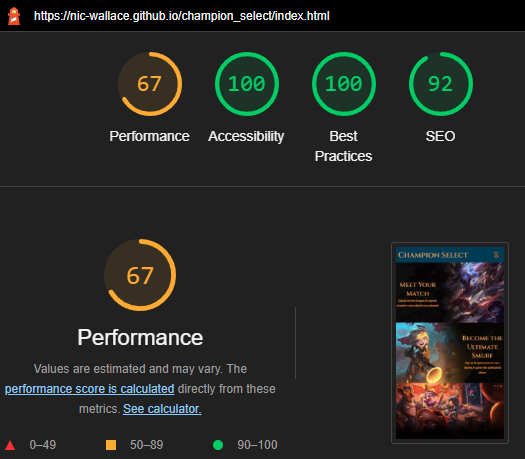 https://nic-wallace.github.io/champion_select/index.html
67
100
100
92
Performance
Accessibility
Best
Practices
SEO
67
Performance
Values are estimated and may vary. The
performance score is calculated directly from these
metrics. See calculator.
0–49
50–89
90–100
Champion Select
Meet Your
Match
Become the
Ultimate
Smurf